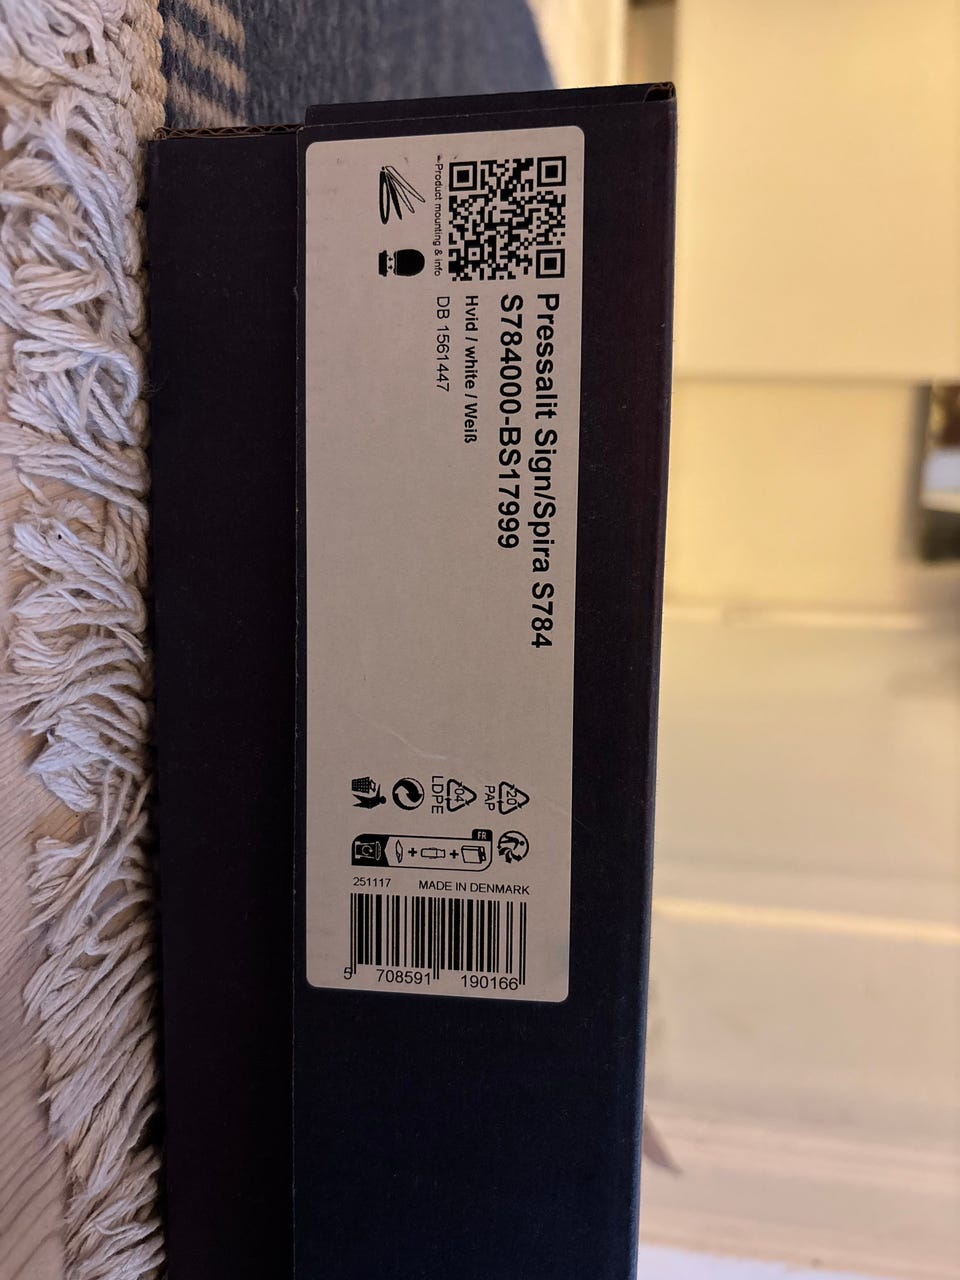 Pressalit Sign/Spira S784
S784000-BS17999
Hvid / white / Weiß
DB 1561447
Product mounting & info
20
PAP
04
LDPE
FR
251117
MADE IN DENMARK
5 708591 190166